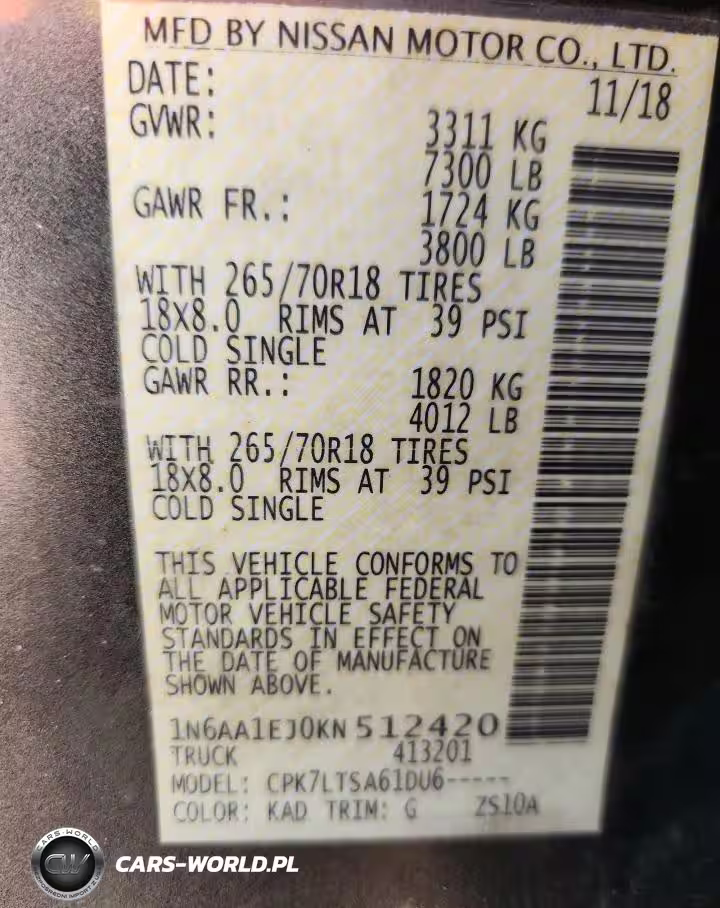 MFD BY NISSAN MOTOR CO., LTD.
DATE: 11/18
GVWR: 3311 KG
7300 LB
GAWR FR.: 1724 KG
3800 LB
WITH 265/70R18 TIRES
18X8.0 RIMS AT 39 PSI
COLD SINGLE
GAWR RR.: 1820 KG
4012 LB
WITH 265/70R18 TIRES
18X8.0 RIMS AT 39 PSI
COLD SINGLE
THIS VEHICLE CONFORMS TO
ALL APPLICABLE FEDERAL
MOTOR VEHICLE SAFETY
STANDARDS IN EFFECT ON
THE DATE OF MANUFACTURE
SHOWN ABOVE.
1N6AA1EJ0KN512420
TRUCK 413201
MODEL: CPK7LTSA61DU6-----
COLOR: KAD TRIM: G ZS10A
CARS-WORLD
CW
CARS-WORLD.PL